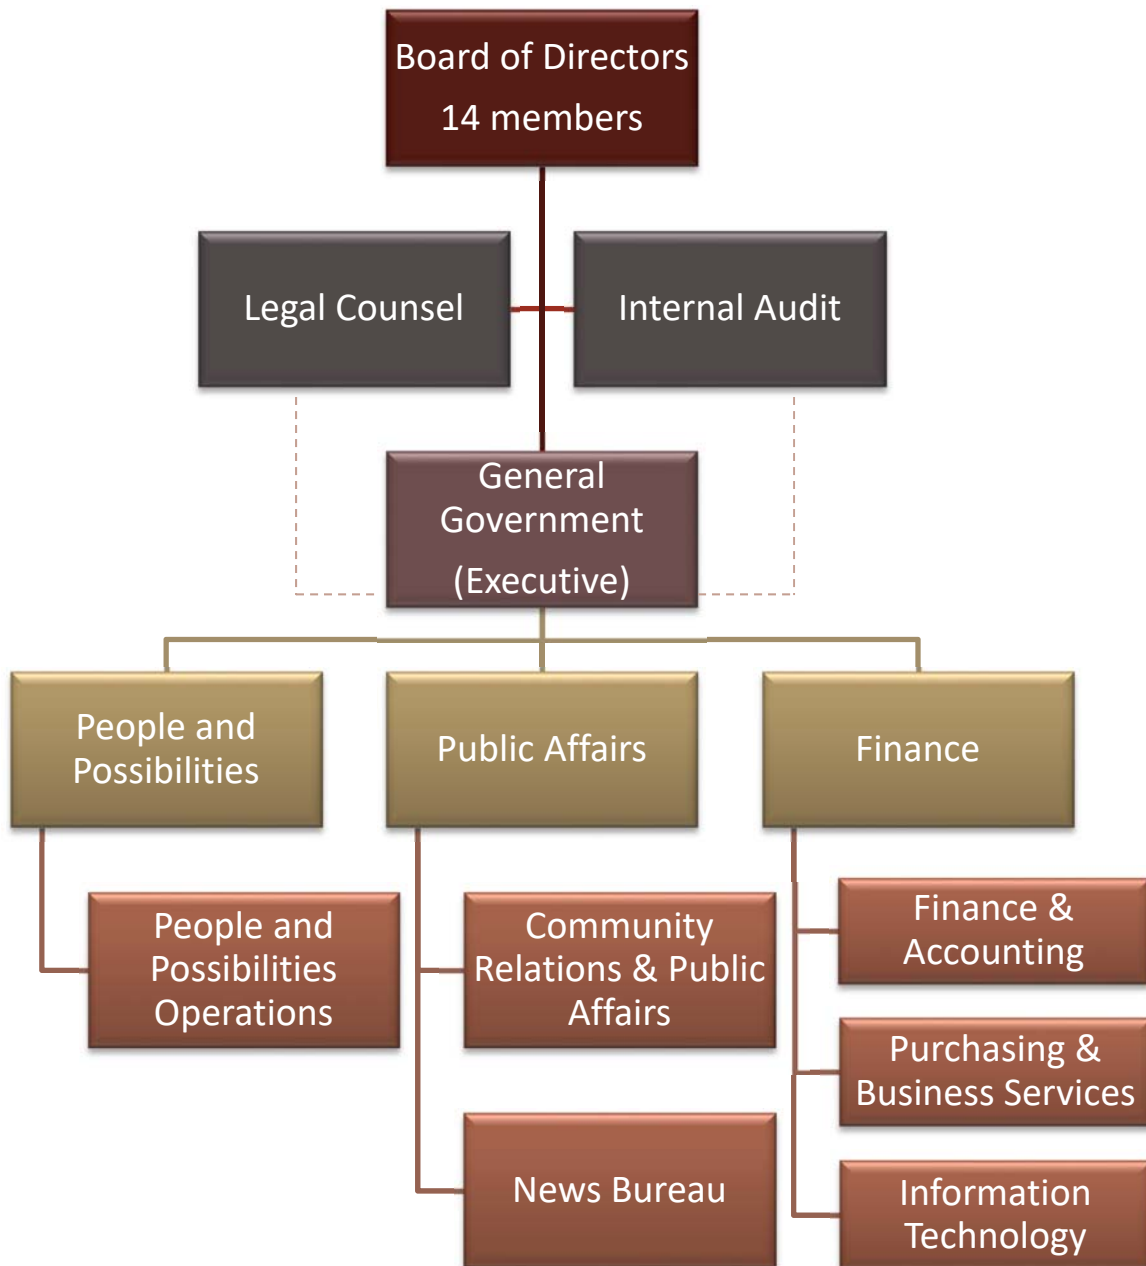 Board of Directors
14 members
Legal Counsel
Internal Audit
General
Government
(Executive)
People and
Possibilities
Public Affairs
Finance
People and
Possibilities
Operations
Community
Relations & Public
Affairs
News Bureau
Finance &
Accounting
Purchasing &
Business Services
Information
Technology